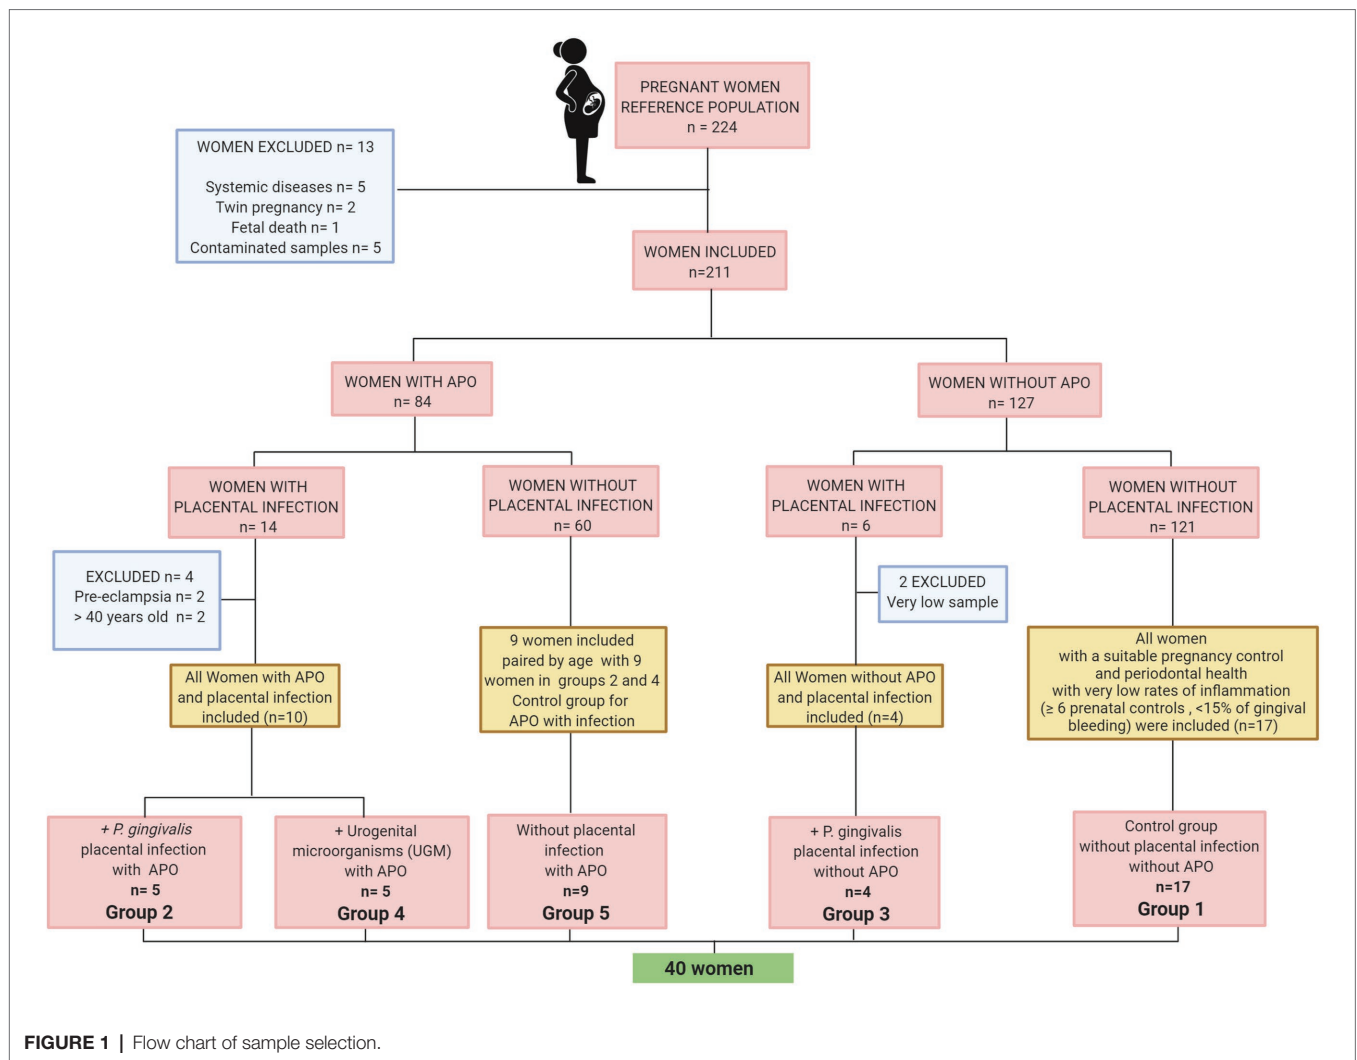 PREGNANT WOMEN
REFERENCE POPULATION
n = 224
WOMEN EXCLUDED n= 13
Systemic diseases n= 5
Twin pregnancy n= 2
Fetal death n= 1
Contaminated samples n= 5
WOMEN INCLUDED
n=211
WOMEN WITH APO
n= 84
WOMEN WITHOUT APO
n= 127
WOMEN WITH
PLACENTAL INFECTION
n= 14
WOMEN WITHOUT
PLACENTAL INFECTION
n= 60
WOMEN WITH
PLACENTAL INFECTION
n= 6
WOMEN WITHOUT
PLACENTAL INFECTION
n= 121
EXCLUDED n= 4
Pre-eclampsia n= 2
> 40 years old n= 2
2 EXCLUDED
Very low sample
All Women with APO
and placental infection
included (n=10)
9 women included
paired by age with 9
women in groups 2 and 4
Control group for
APO with infection
All Women without APO
and placental infection
included (n=4)
All women
with a suitable pregnancy control
and periodontal health
with very low rates of inflammation
(≥ 6 prenatal controls , <15% of gingival
bleeding) were included (n=17)
+ P. gingivalis
placental infection
with APO
n= 5
Group 2
+ Urogenital
microorganisms (UGM)
with APO
n= 5
Group 4
Without placental
infection
with APO
n=9
Group 5
+ P. gingivalis
placental infection
without APO
n=4
Group 3
Control group
without placental infection
without APO
n=17
Group 1
40 women
FIGURE 1 | Flow chart of sample selection.